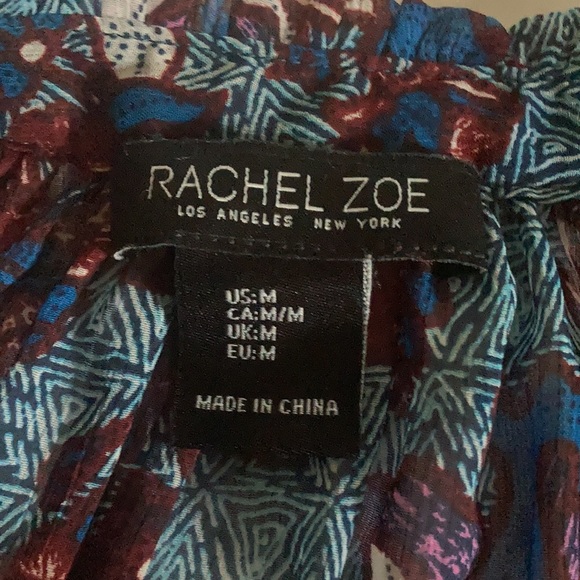 RACHEL ZOE
LOS ANGELES NEW YORK
US:M
CA:M/M
UK:M
EU:M
MADE IN CHINA